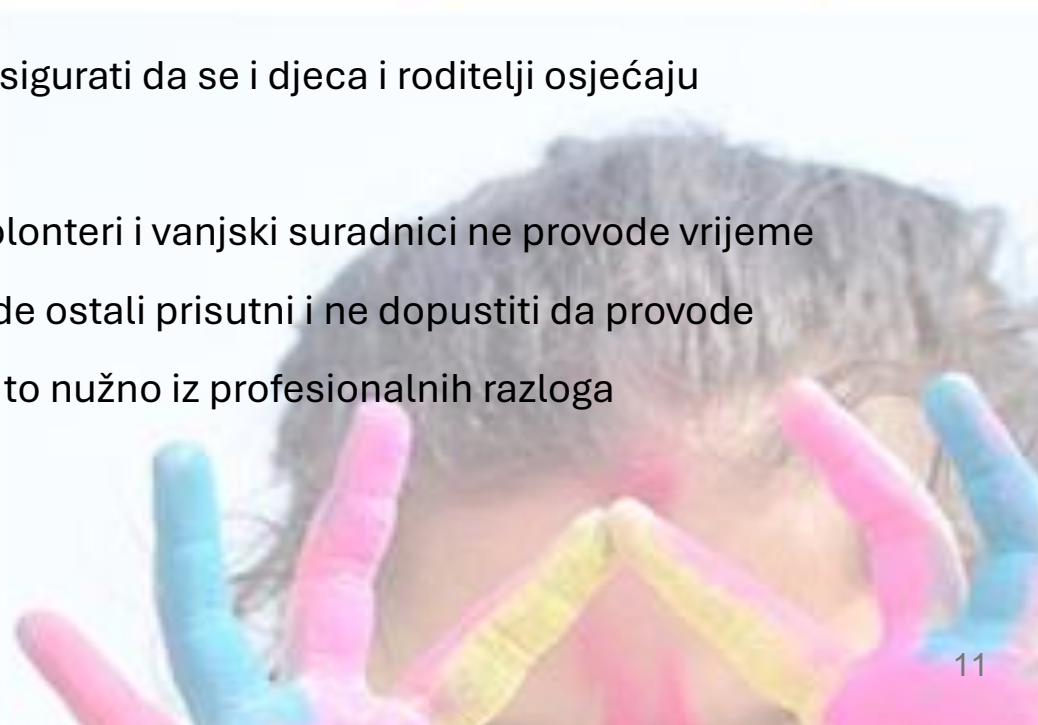 sigurati da se i djeca i roditelji osjećaju
olonteri i vanjski suradnici ne provode vrijeme
de ostali prisutni i ne dopustiti da provode
to nužno iz profesionalnih razloga
11